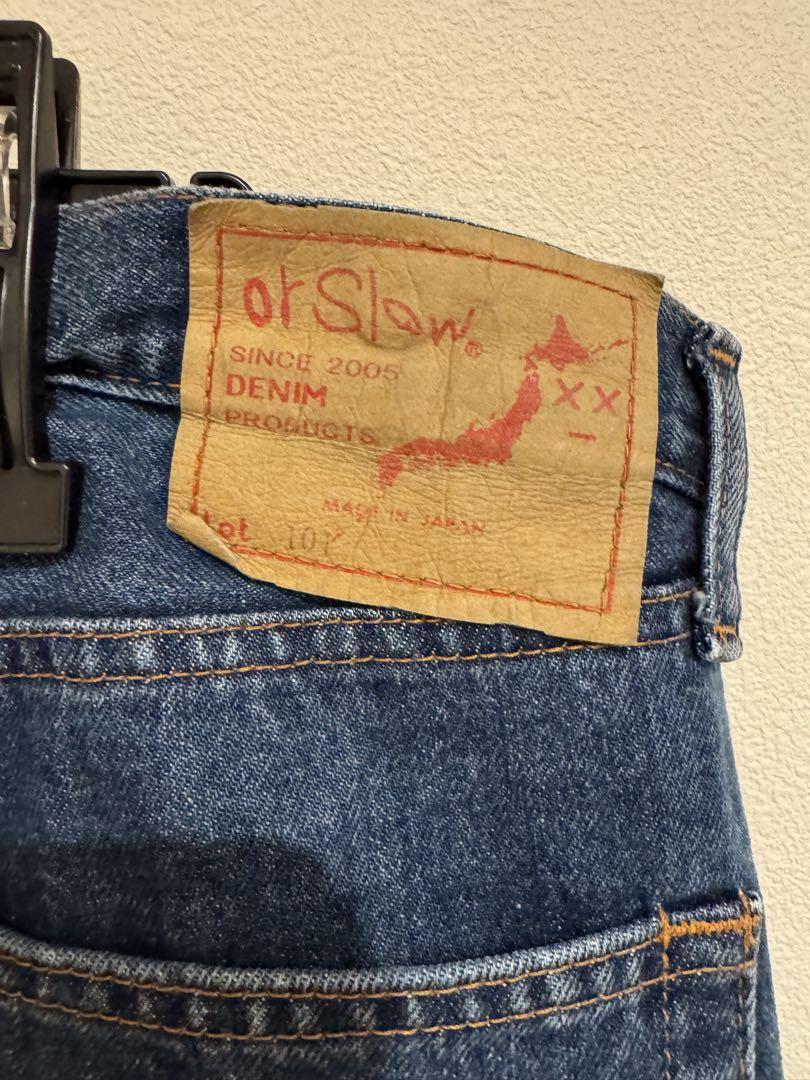 orSlow®
SINCE 2005
DENIM
PRODUCTS
XX
MADE IN JAPAN
Lot 107